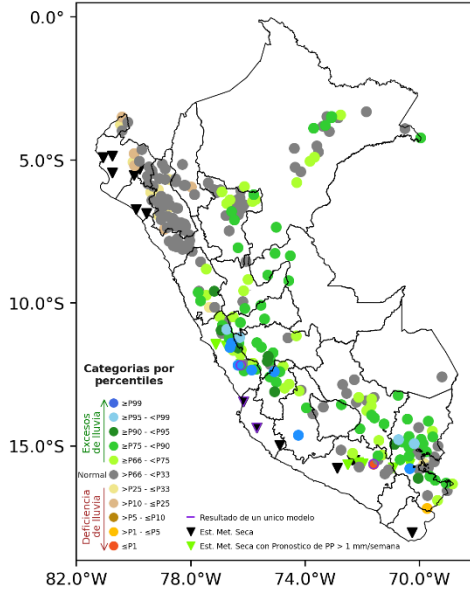 0.0°
5.0°S
10.0°S
15.0°S
82.0°W
78.0°W
74.0°W
70.0°W
Categorias por
percentiles
Excesos
de lluvia
≥P99
≥P95 - <P99
≥P90 - <P95
≥P75 - <P90
≥P66 - <P75
Normal
>P66 - <P33
Deficiencia
de lluvia
>P25 - ≤P33
>P10 - ≤P25
>P5 - ≤P10
>P1 - ≤P5
≤P1
Resultado de un unico modelo
Est. Met. Seca
Est. Met. Seca con Pronostico de PP > 1 mm/semana